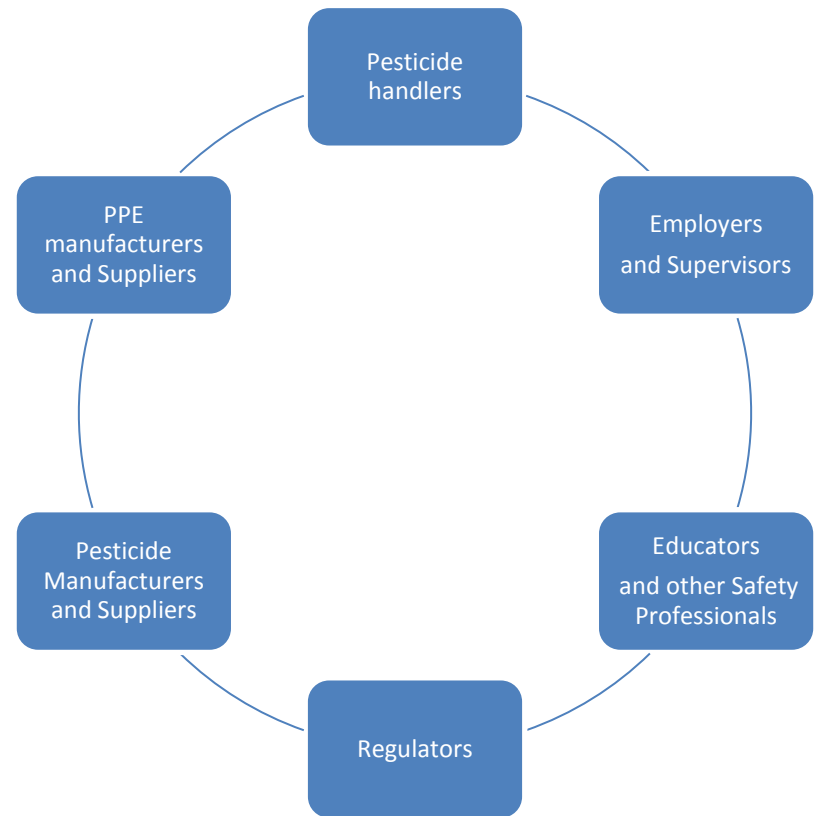 Pesticide
handlers
Employers
and Supervisors
Educators
and other Safety
Professionals
Regulators
Pesticide
Manufacturers
and Suppliers
PPE
manufacturers
and Suppliers